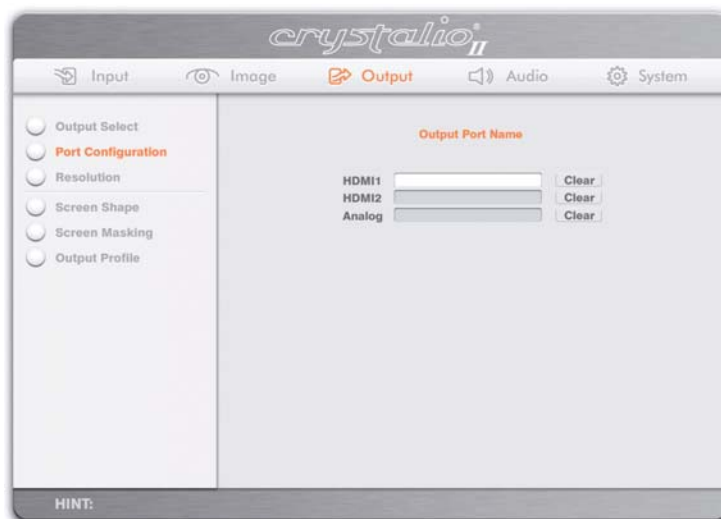 crystalio® II
Input Image Output Audio System
Output Select
Port Configuration
Resolution
Screen Shape
Screen Masking
Output Profile
Output Port Name
HDMI1 Clear
HDMI2 Clear
Analog Clear
HINT: